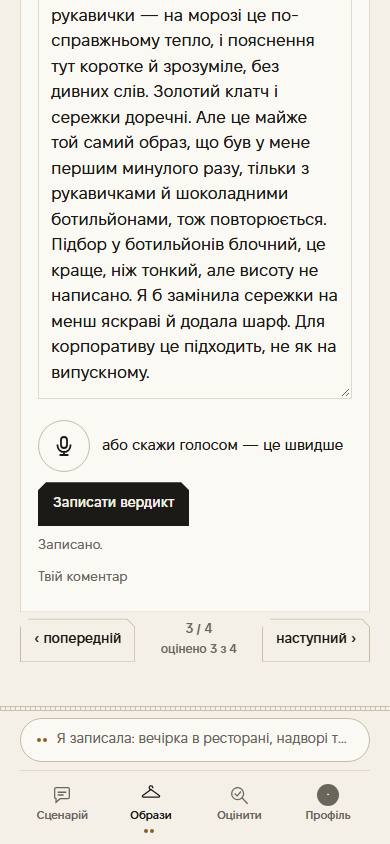 рукавички — на морозі це по-
справжньому тепло, і пояснення
тут коротке й зрозуміле, без
дивних слів. Золотий клатч і
сережки доречні. Але це майже
той самий образ, що був у мене
першим минулого разу, тільки з
рукавичками й шоколадними
ботильйонами, тож повторюється.
Підбор у ботильйонів блочний, це
краще, ніж тонкий, але висоту не
написано. Я б замінила сережки на
менш яскраві й додала шарф. Для
корпоративу це підходить, не як на
випускному.
або скажи голосом — це швидше
Записати вердикт
Записано.
Твій коментар
‹ попередній
3 / 4
оцінено 3 з 4
наступний ›
Я записала: вечірка в ресторані, надворі т...
Сценарій
Образи
Оцінити
Профіль